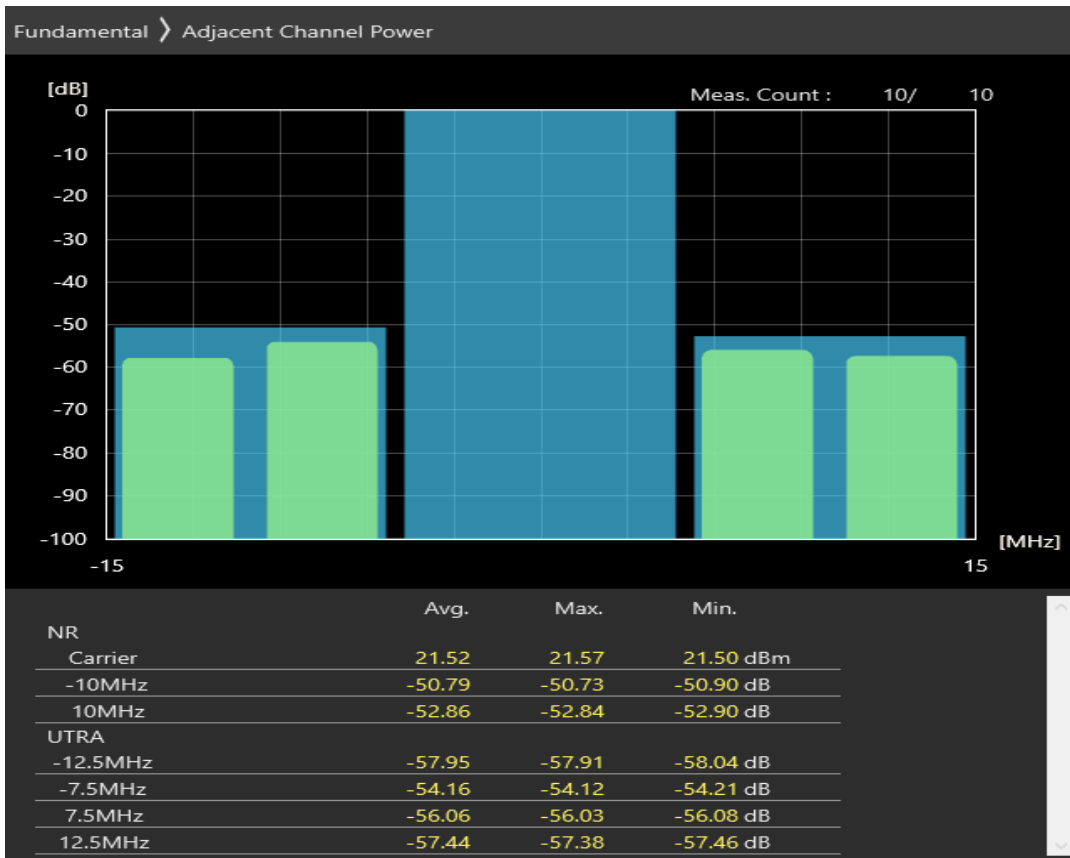 Fundamental ❭ Adjacent Channel Power
[dB]
Meas. Count : 10/ 10
0
-10
-20
-30
-40
-50
-60
-70
-80
-90
-100
[MHz]
-15 15
Avg. Max. Min.
NR
Carrier 21.52 21.57 21.50 dBm
-10MHz -50.79 -50.73 -50.90 dB
10MHz -52.86 -52.84 -52.90 dB
UTRA
-12.5MHz -57.95 -57.91 -58.04 dB
-7.5MHz -54.16 -54.12 -54.21 dB
7.5MHz -56.06 -56.03 -56.08 dB
12.5MHz -57.44 -57.38 -57.46 dB